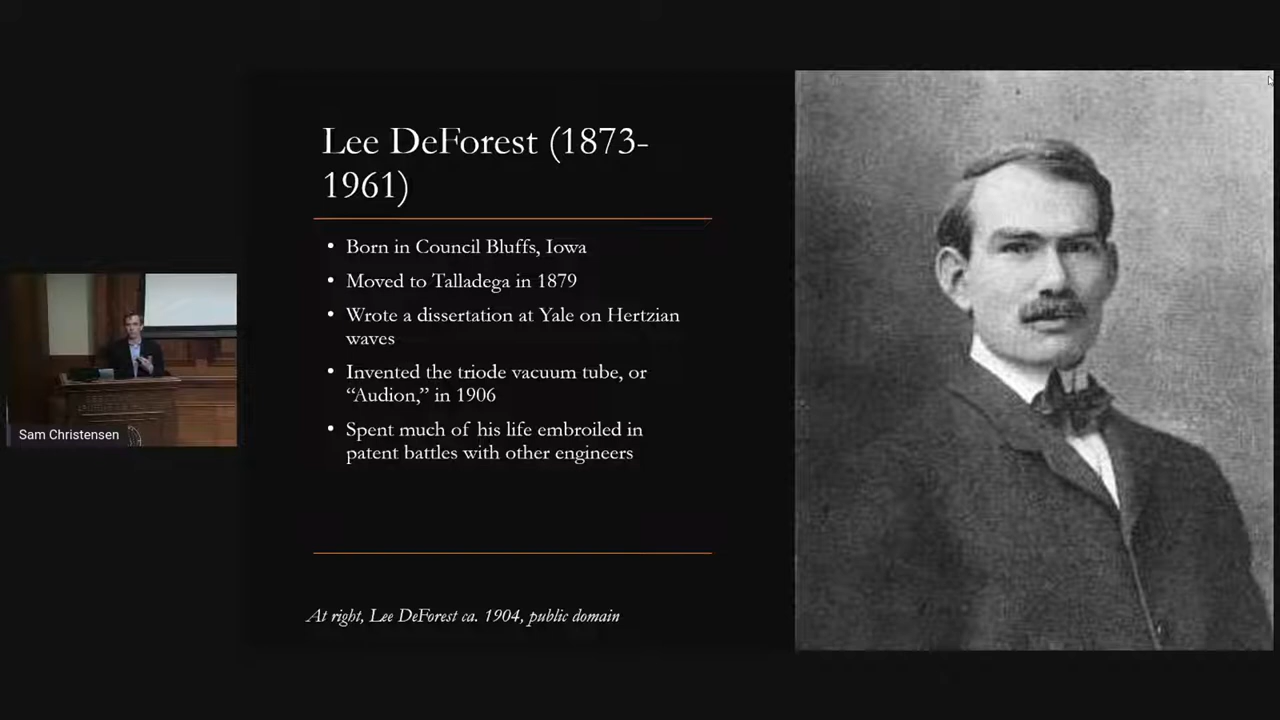 Lee DeForest (1873-
1961)
• Born in Council Bluffs, Iowa
• Moved to Talladega in 1879
• Wrote a dissertation at Yale on Hertzian
waves
• Invented the triode vacuum tube, or
“Audion,” in 1906
• Spent much of his life embroiled in
patent battles with other engineers
At right, Lee DeForest ca. 1904, public domain
Sam Christensen